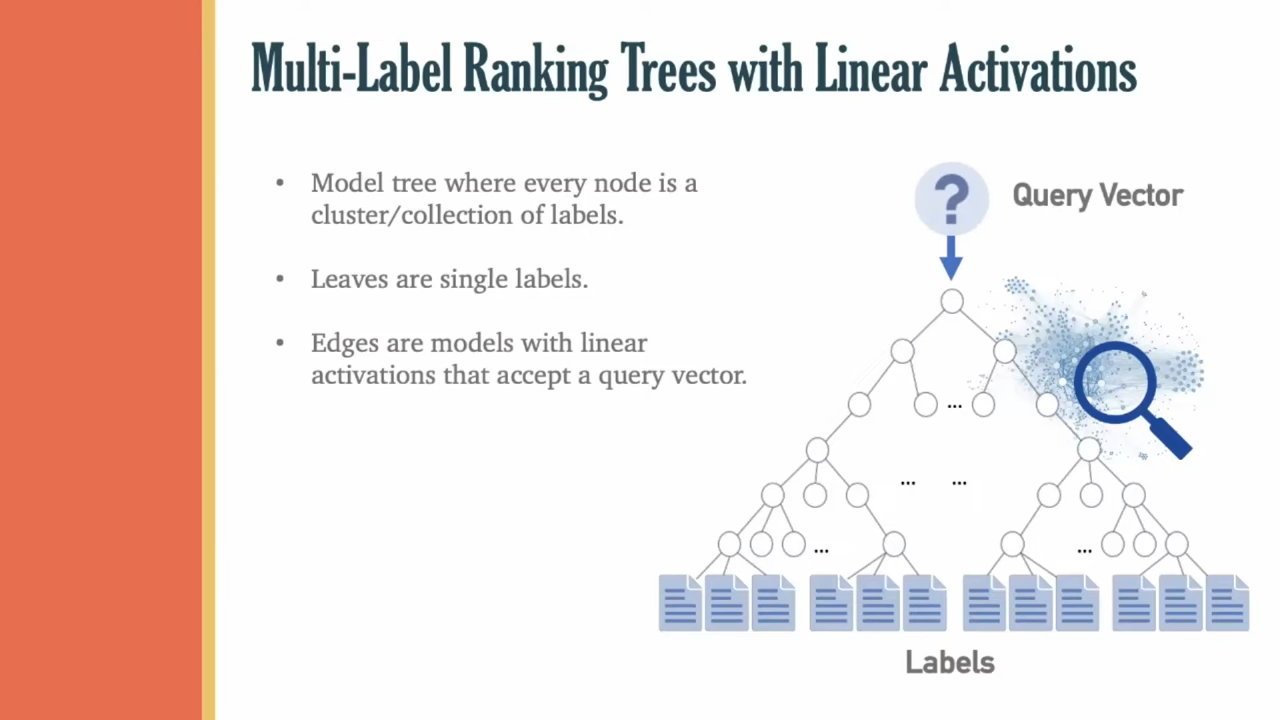 Multi-Label Ranking Trees with Linear Activations
• Model tree where every node is a
cluster/collection of labels.
• Leaves are single labels.
• Edges are models with linear
activations that accept a query vector.
?
Query Vector
...
... ...
... ...
Labels